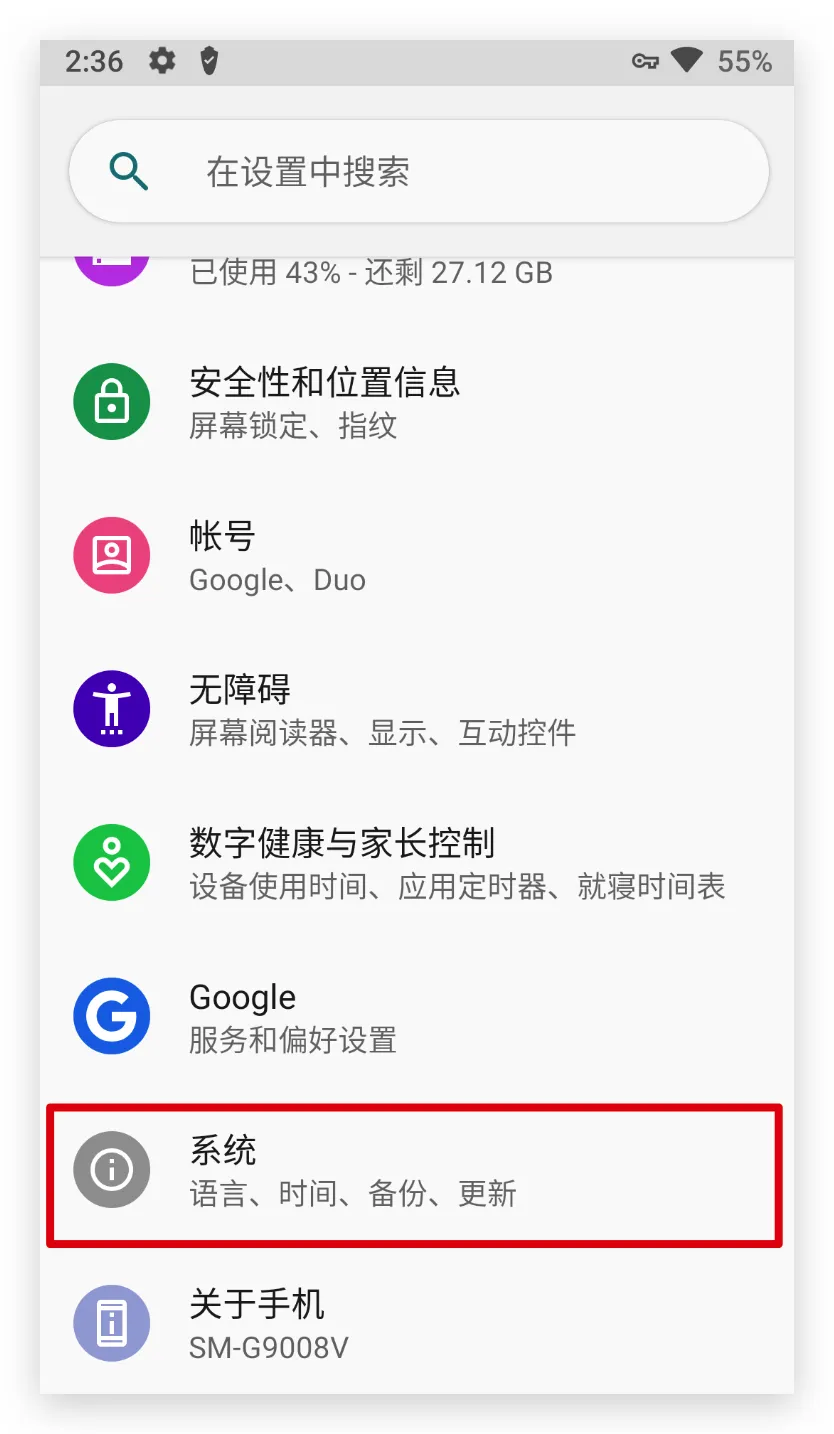 2:36 55%
在设置中搜索
已使用 43% - 还剩 27.12 GB
安全性和位置信息
屏幕锁定、指纹
帐号
Google、Duo
无障碍
屏幕阅读器、显示、互动控件
数字健康与家长控制
设备使用时间、应用定时器、就寝时间表
Google
服务和偏好设置
系统
语言、时间、备份、更新
关于手机
SM-G9008V